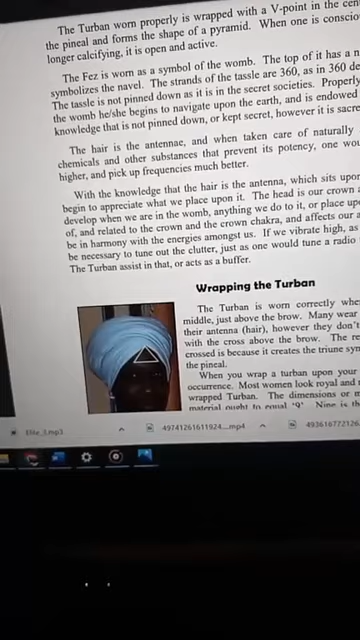 The Turban worn properly is wrapped with a V-point in the cen
the pineal and forms the shape of a pyramid. When one is consci
longer calcifying, it is open and active.
The Fez is worn as a symbol of the womb. The top of it has a n
symbolizes the navel. The strands of the tassle are 360, as in 360 de
The tassle is not pinned down as it is in the secret societies. Properly
the womb he/she begins to navigate upon the earth, and is endowed
knowledge that is not pinned down, or kept secret, however it is sacre
The hair is the antennae, and when taken care of naturally
chemicals and other substances that prevent its potency, one wou
higher, and pick up frequencies much better.
With the knowledge that the hair is the antenna, which sits upon
begin to appreciate what we place upon it. The head is our crown a
develop when we are in the womb, anything we do to it, or place upo
of, and related to the crown and the crown chakra, and affects our a
be in harmony with the energies amongst us. If we vibrate high, as
be necessary to tune out the clutter, just as one would tune a radio
The Turban assist in that, or acts as a buffer.
Wrapping the Turban
The Turban is worn correctly whe
middle, just above the brow. Many wear
their antenna (hair), however they don't
with the cross above the brow. The re
crossed is because it creates the triune syn
the pineal.
When you wrap a turban upon your
occurrence. Most women look royal and
wrapped Turban. The dimensions or m
material ought to equal "9". Nine is th
Elite_3.mp3
49741261611924....mp4
493616772126